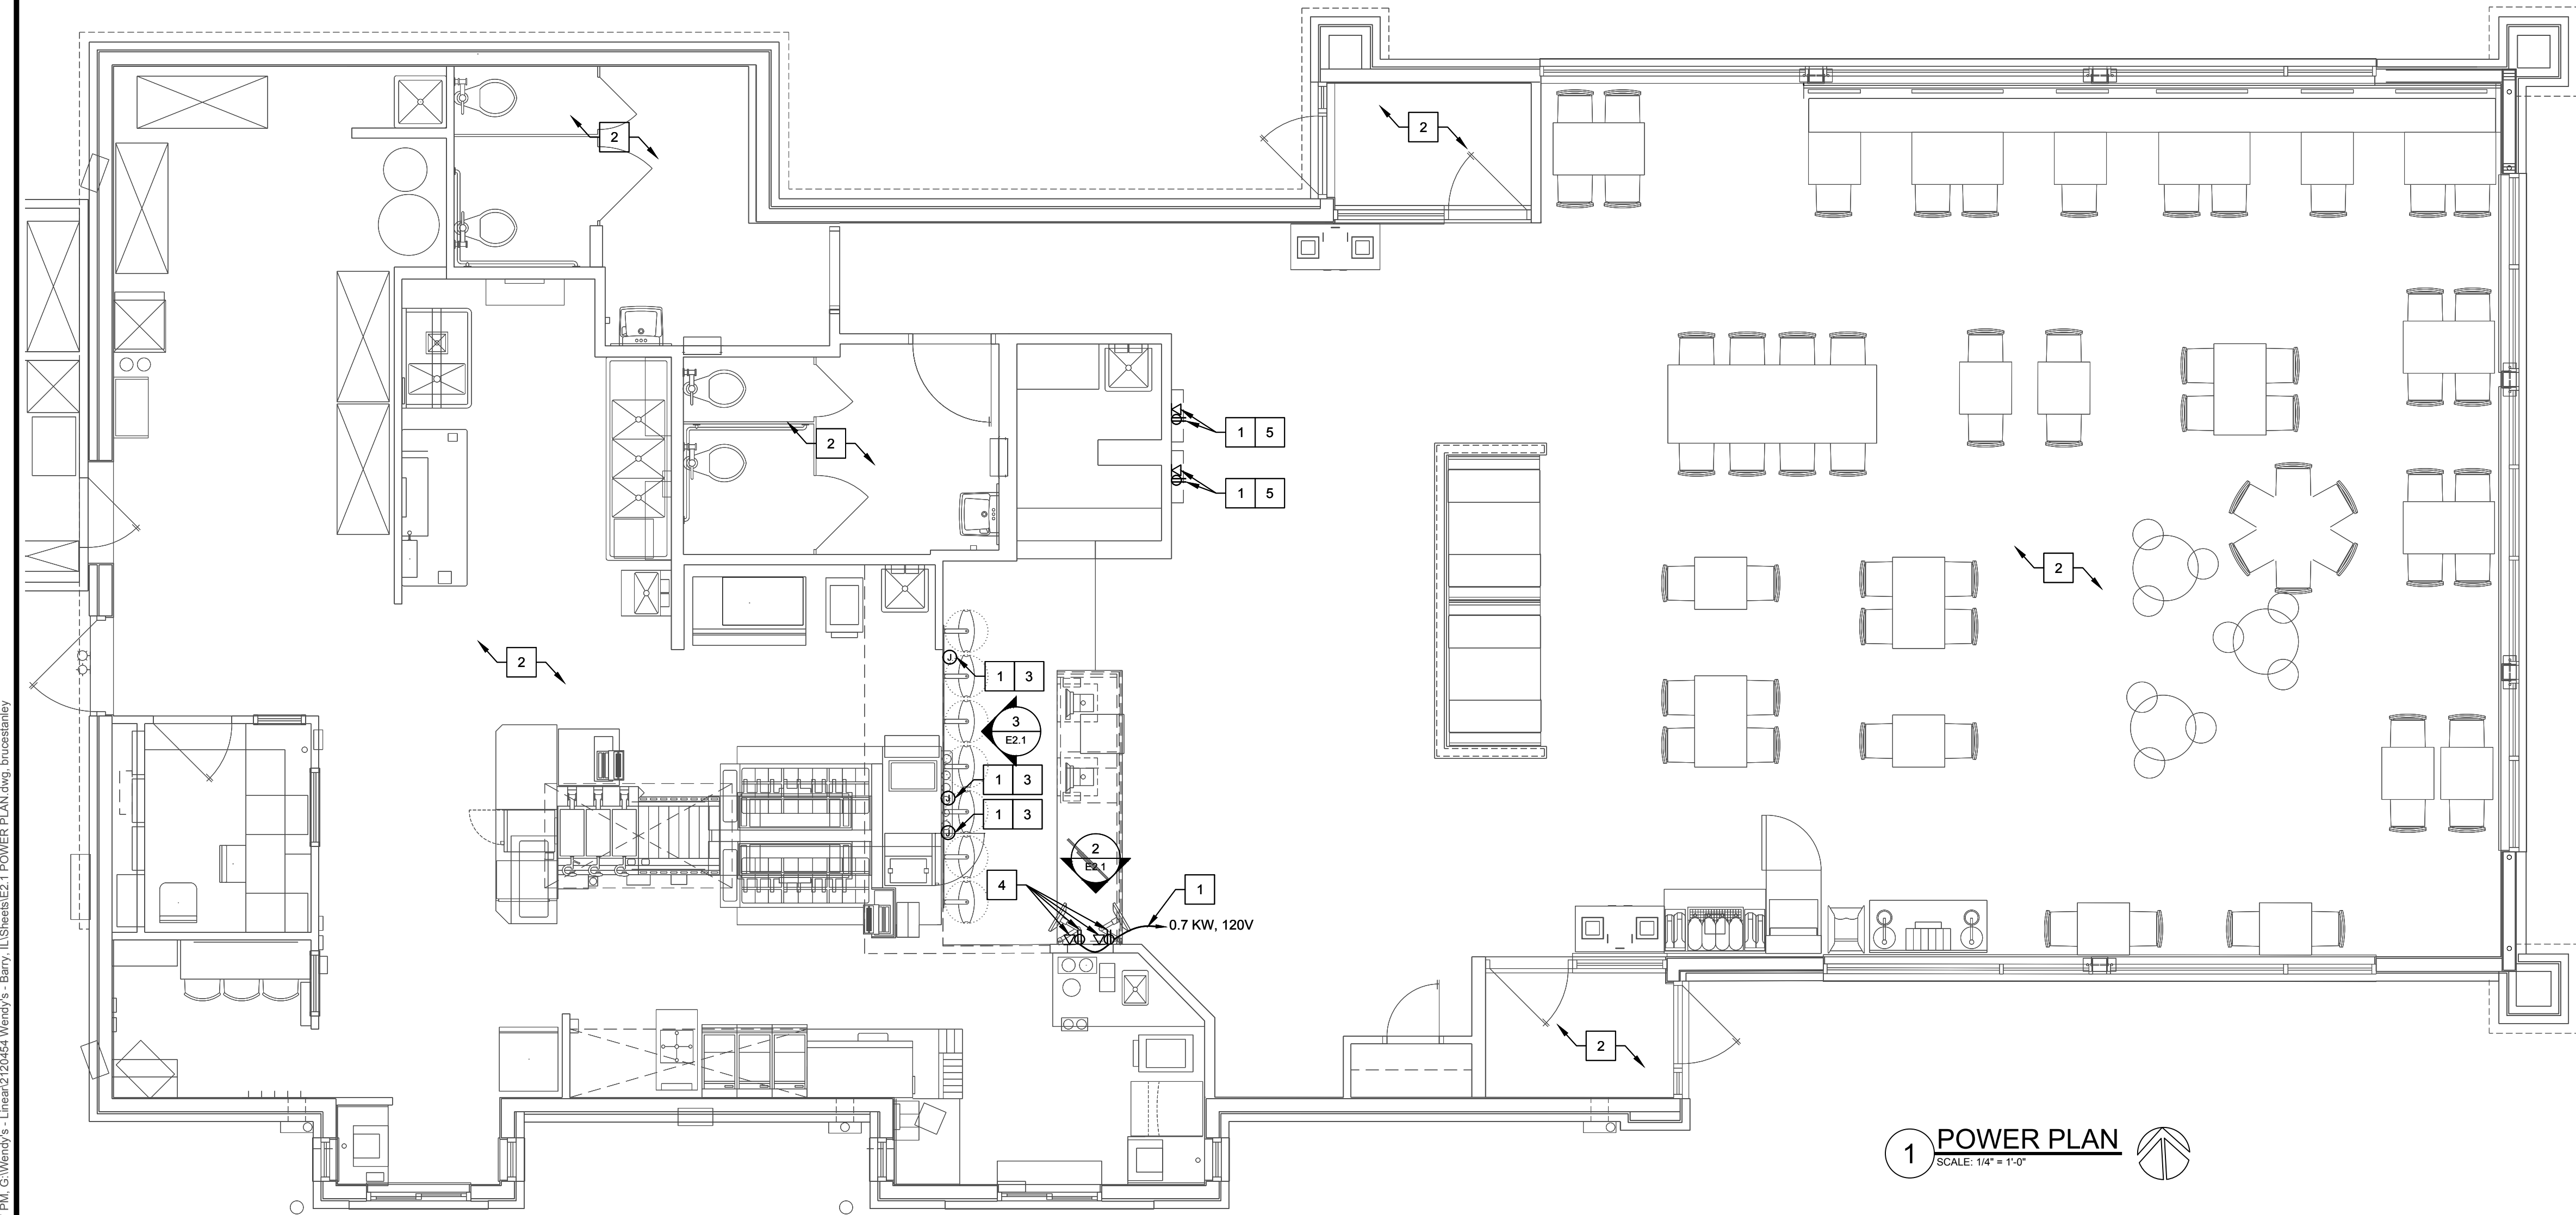 2
2
2
1 5
1 5
2
2
1 3
3
E2.1
J
1 3
J
1 3
J
2
E2.1
4
1
0.7 KW, 120V
2
1
POWER PLAN
SCALE: 1/4" = 1'-0"
PM, G:\Wendy's - Linear\2120454 Wendy's - Barry, IL\Sheets\E2.1 POWER PLAN.dwg, brucestanley